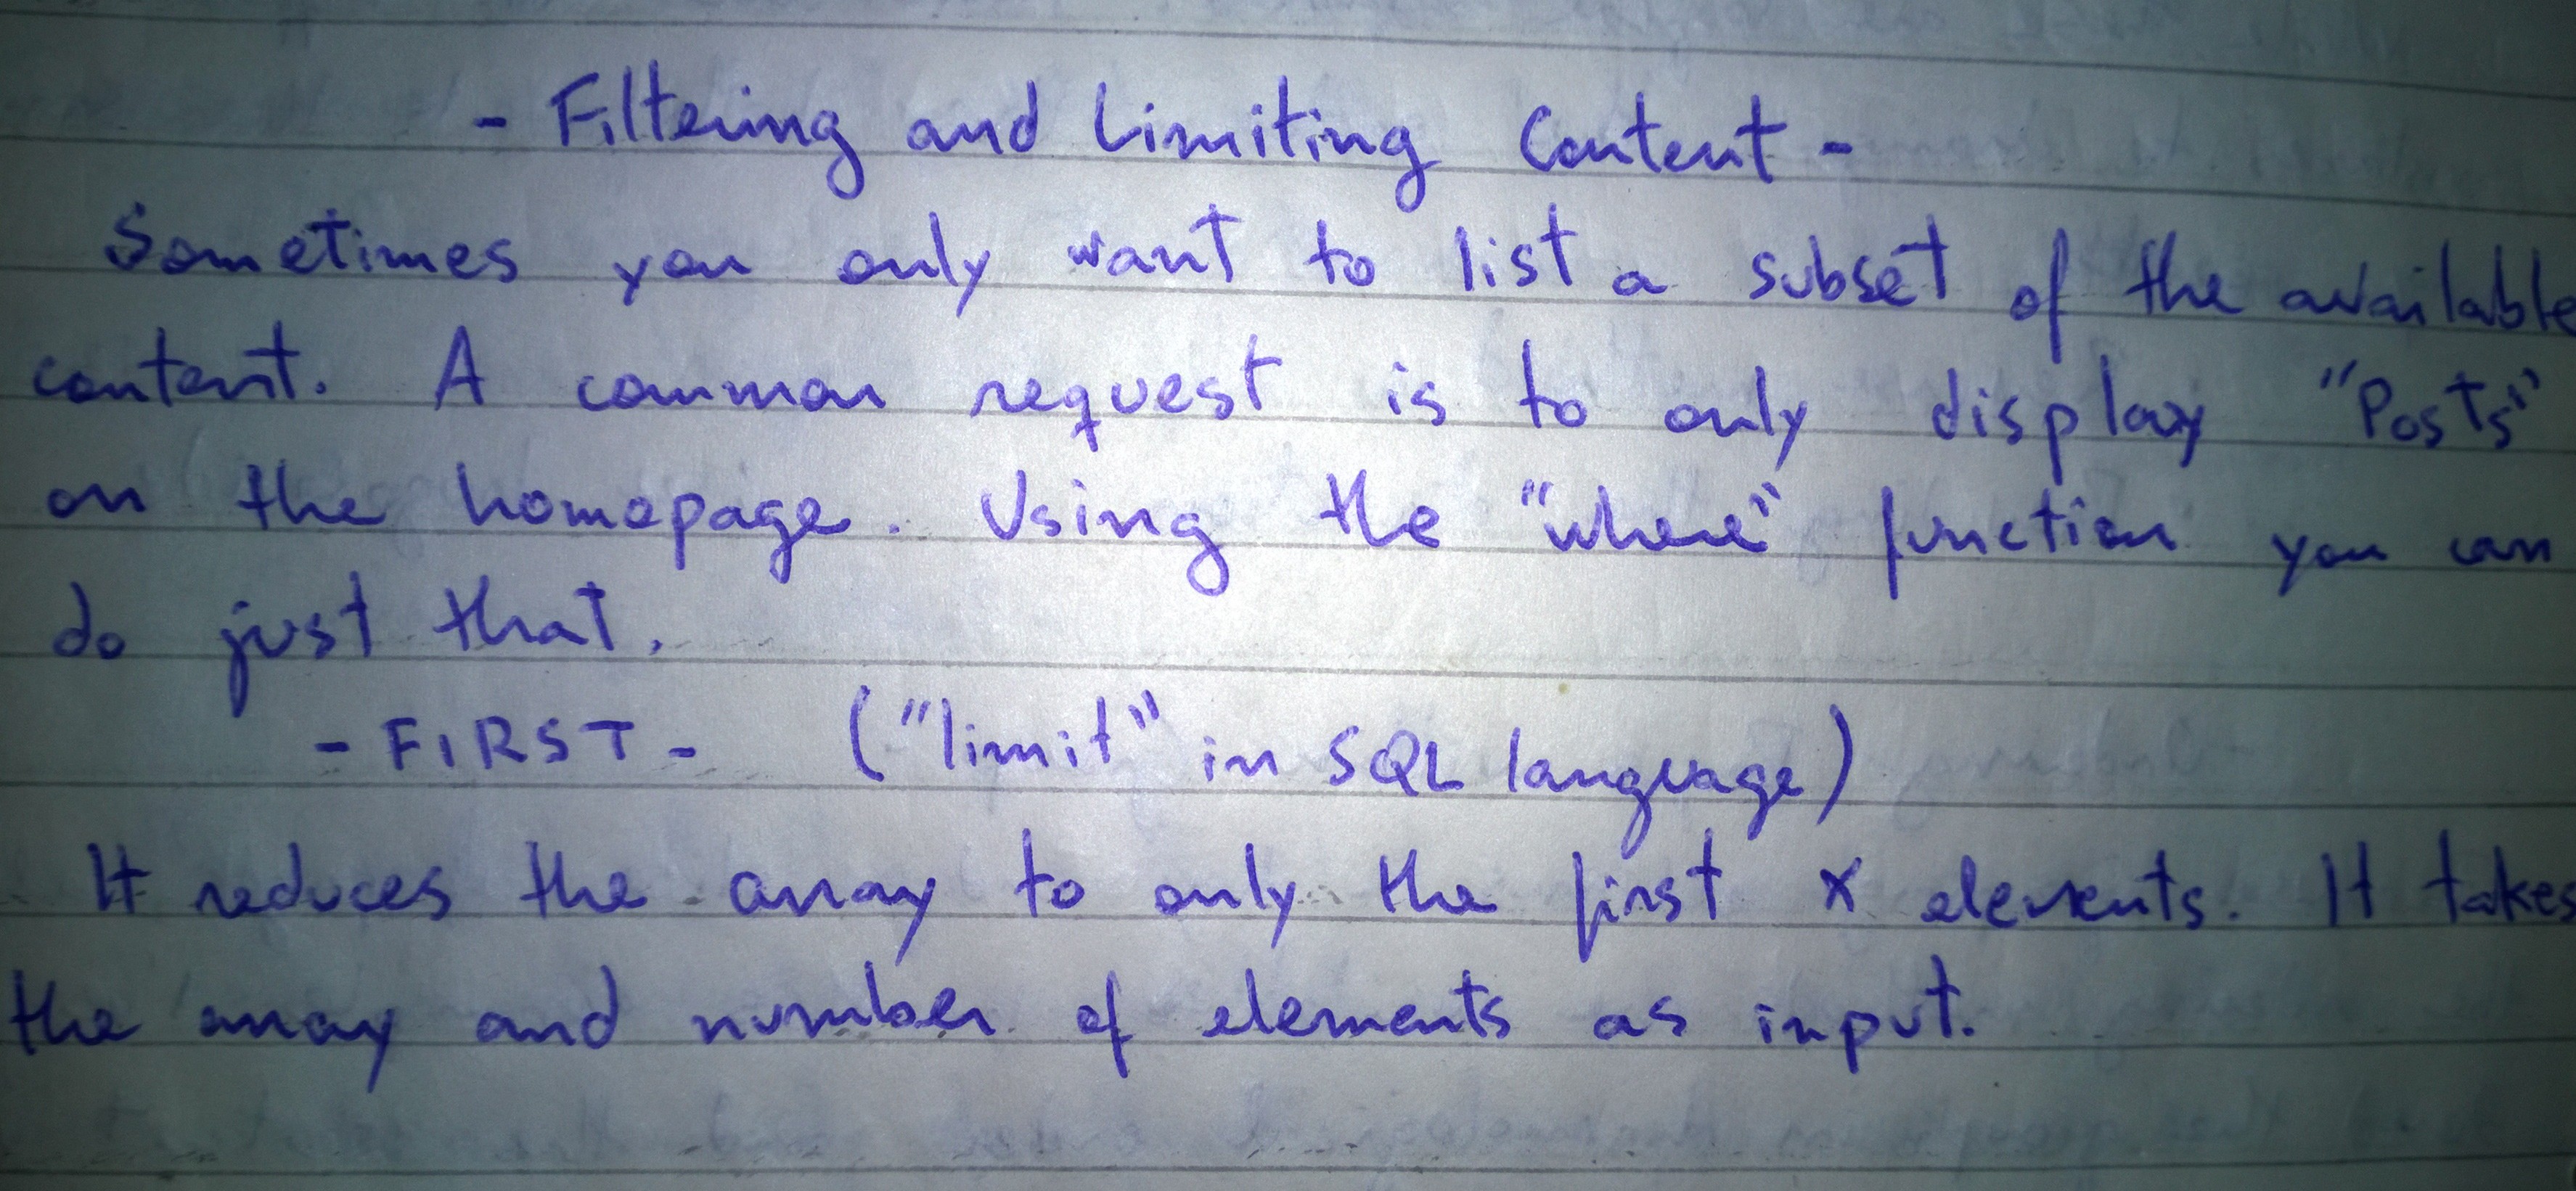 - Filtering and Limiting Content -
Sometimes you only want to list a subset of the available
content. A common request is to only display "Posts"
on the homepage. Using the "where" function you can
do just that.
- FIRST - ("limit" in SQL language)
It reduces the array to only the first x elements. It takes
the array and number of elements as input.